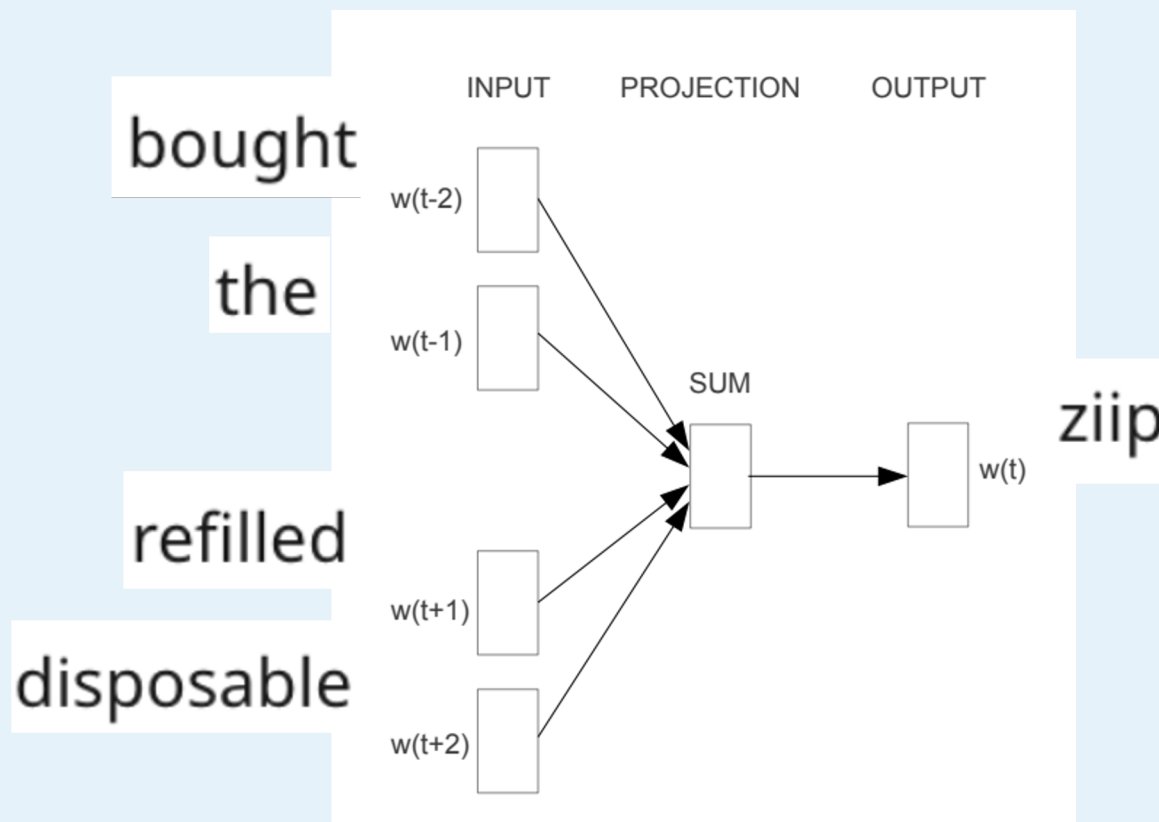 INPUT PROJECTION OUTPUT
bought
w(t-2)
the
w(t-1)
SUM
ziip
w(t)
refilled
w(t+1)
disposable
w(t+2)